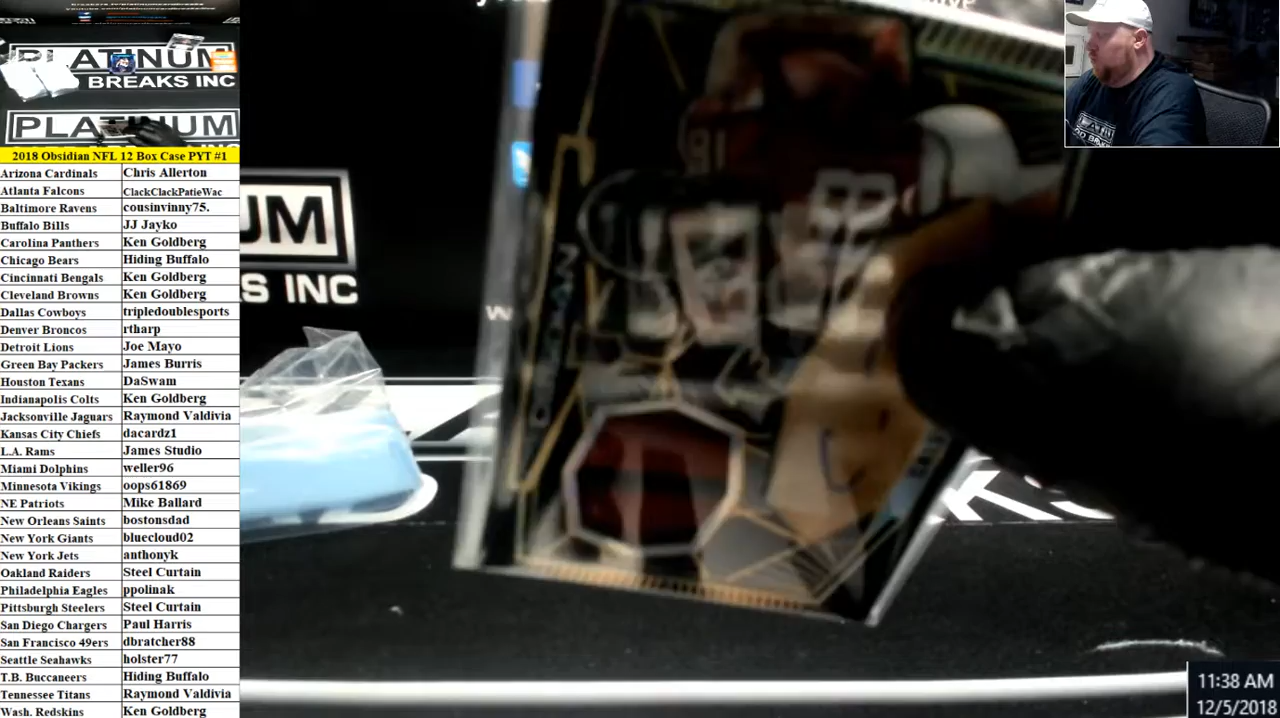 PLATINUM
BREAKS INC
PLATINUM
2018 Obsidian NFL 12 Box Case PYT #1
Arizona Cardinals Chris Allerton
Atlanta Falcons ClackClackPatieWac
Baltimore Ravens cousinvinny75.
Buffalo Bills JJ Jayko
Carolina Panthers Ken Goldberg
Chicago Bears Hiding Buffalo
Cincinnati Bengals Ken Goldberg
Cleveland Browns Ken Goldberg
Dallas Cowboys tripledoublesports
Denver Broncos rtharp
Detroit Lions Joe Mayo
Green Bay Packers James Burris
Houston Texans DaSwam
Indianapolis Colts Ken Goldberg
Jacksonville Jaguars Raymond Valdivia
Kansas City Chiefs dacardz1
L.A. Rams James Studio
Miami Dolphins weller96
Minnesota Vikings oops61869
NE Patriots Mike Ballard
New Orleans Saints bostonsdad
New York Giants bluecloud02
New York Jets anthonyk
Oakland Raiders Steel Curtain
Philadelphia Eagles ppolinak
Pittsburgh Steelers Steel Curtain
San Diego Chargers Paul Harris
San Francisco 49ers dbratcher88
Seattle Seahawks holster77
T.B. Buccaneers Hiding Buffalo
Tennessee Titans Raymond Valdivia
Wash. Redskins Ken Goldberg
UM
S INC
W
91
KS
11:38 AM
12/5/2018